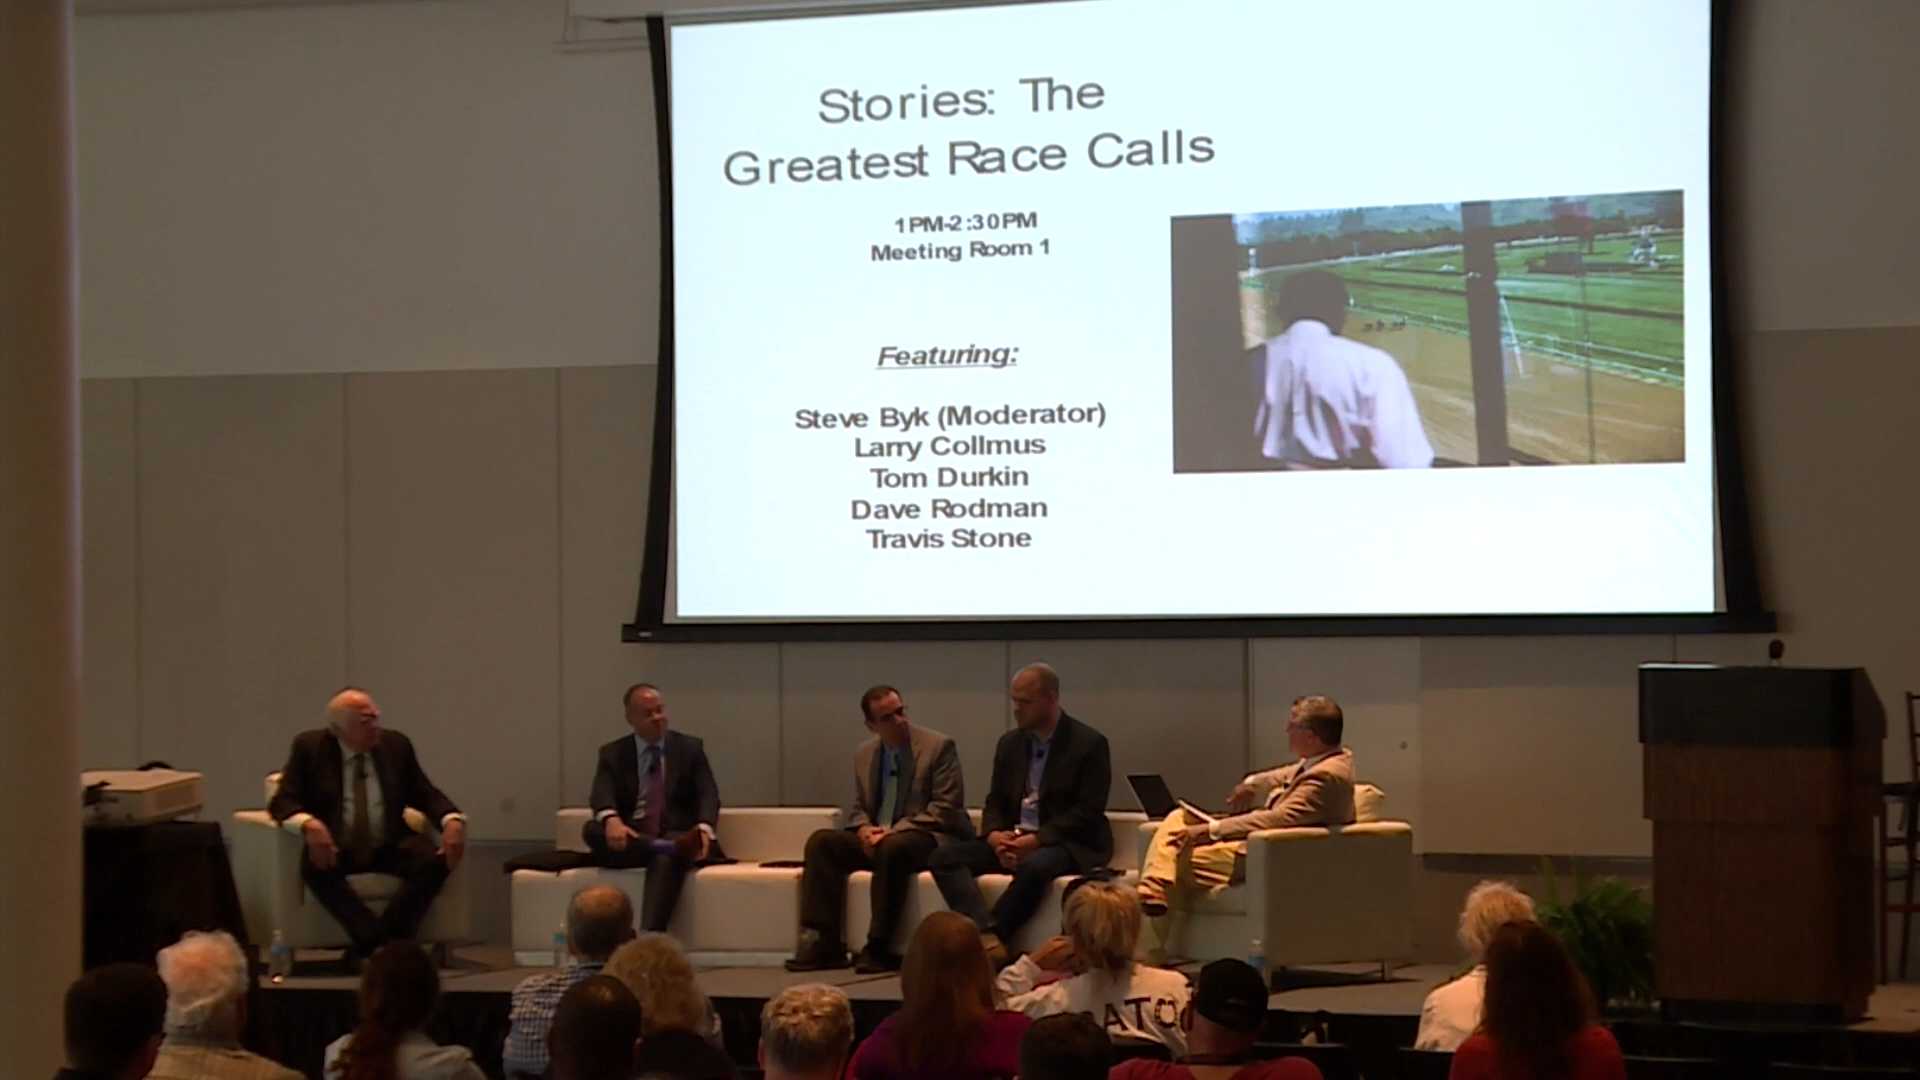 Stories: The
Greatest Race Calls
1PM-2:30PM
Meeting Room 1
Featuring:
Steve Byk (Moderator)
Larry Collmus
Tom Durkin
Dave Rodman
Travis Stone
ATO